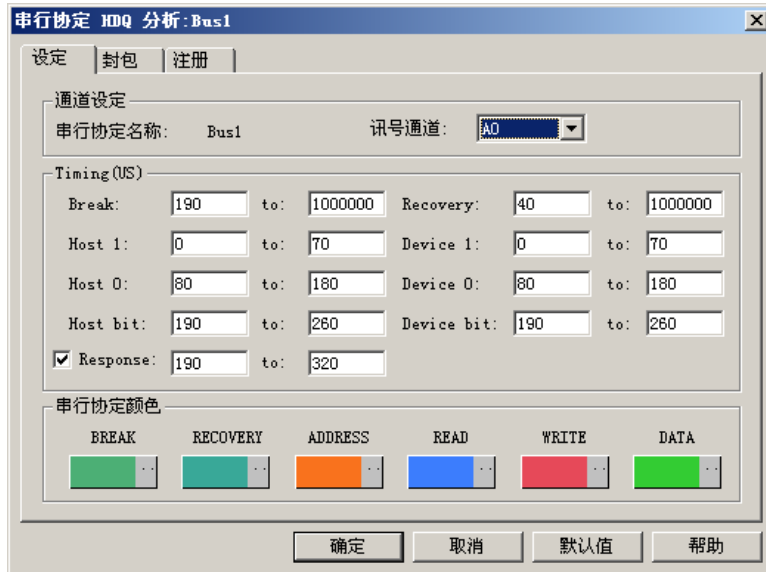 串行协定 HDQ 分析:Bus1
设定 封包 注册
通道设定
串行协定名称: Bus1 讯号通道: A0
Timing(US)
Break: 190 to: 1000000 Recovery: 40 to: 1000000
Host 1: 0 to: 70 Device 1: 0 to: 70
Host 0: 80 to: 180 Device 0: 80 to: 180
Host bit: 190 to: 260 Device bit: 190 to: 260
Response: 190 to: 320
串行协定颜色
BREAK RECOVERY ADDRESS READ WRITE DATA
.. .. .. .. .. ..
确定 取消 默认值 帮助